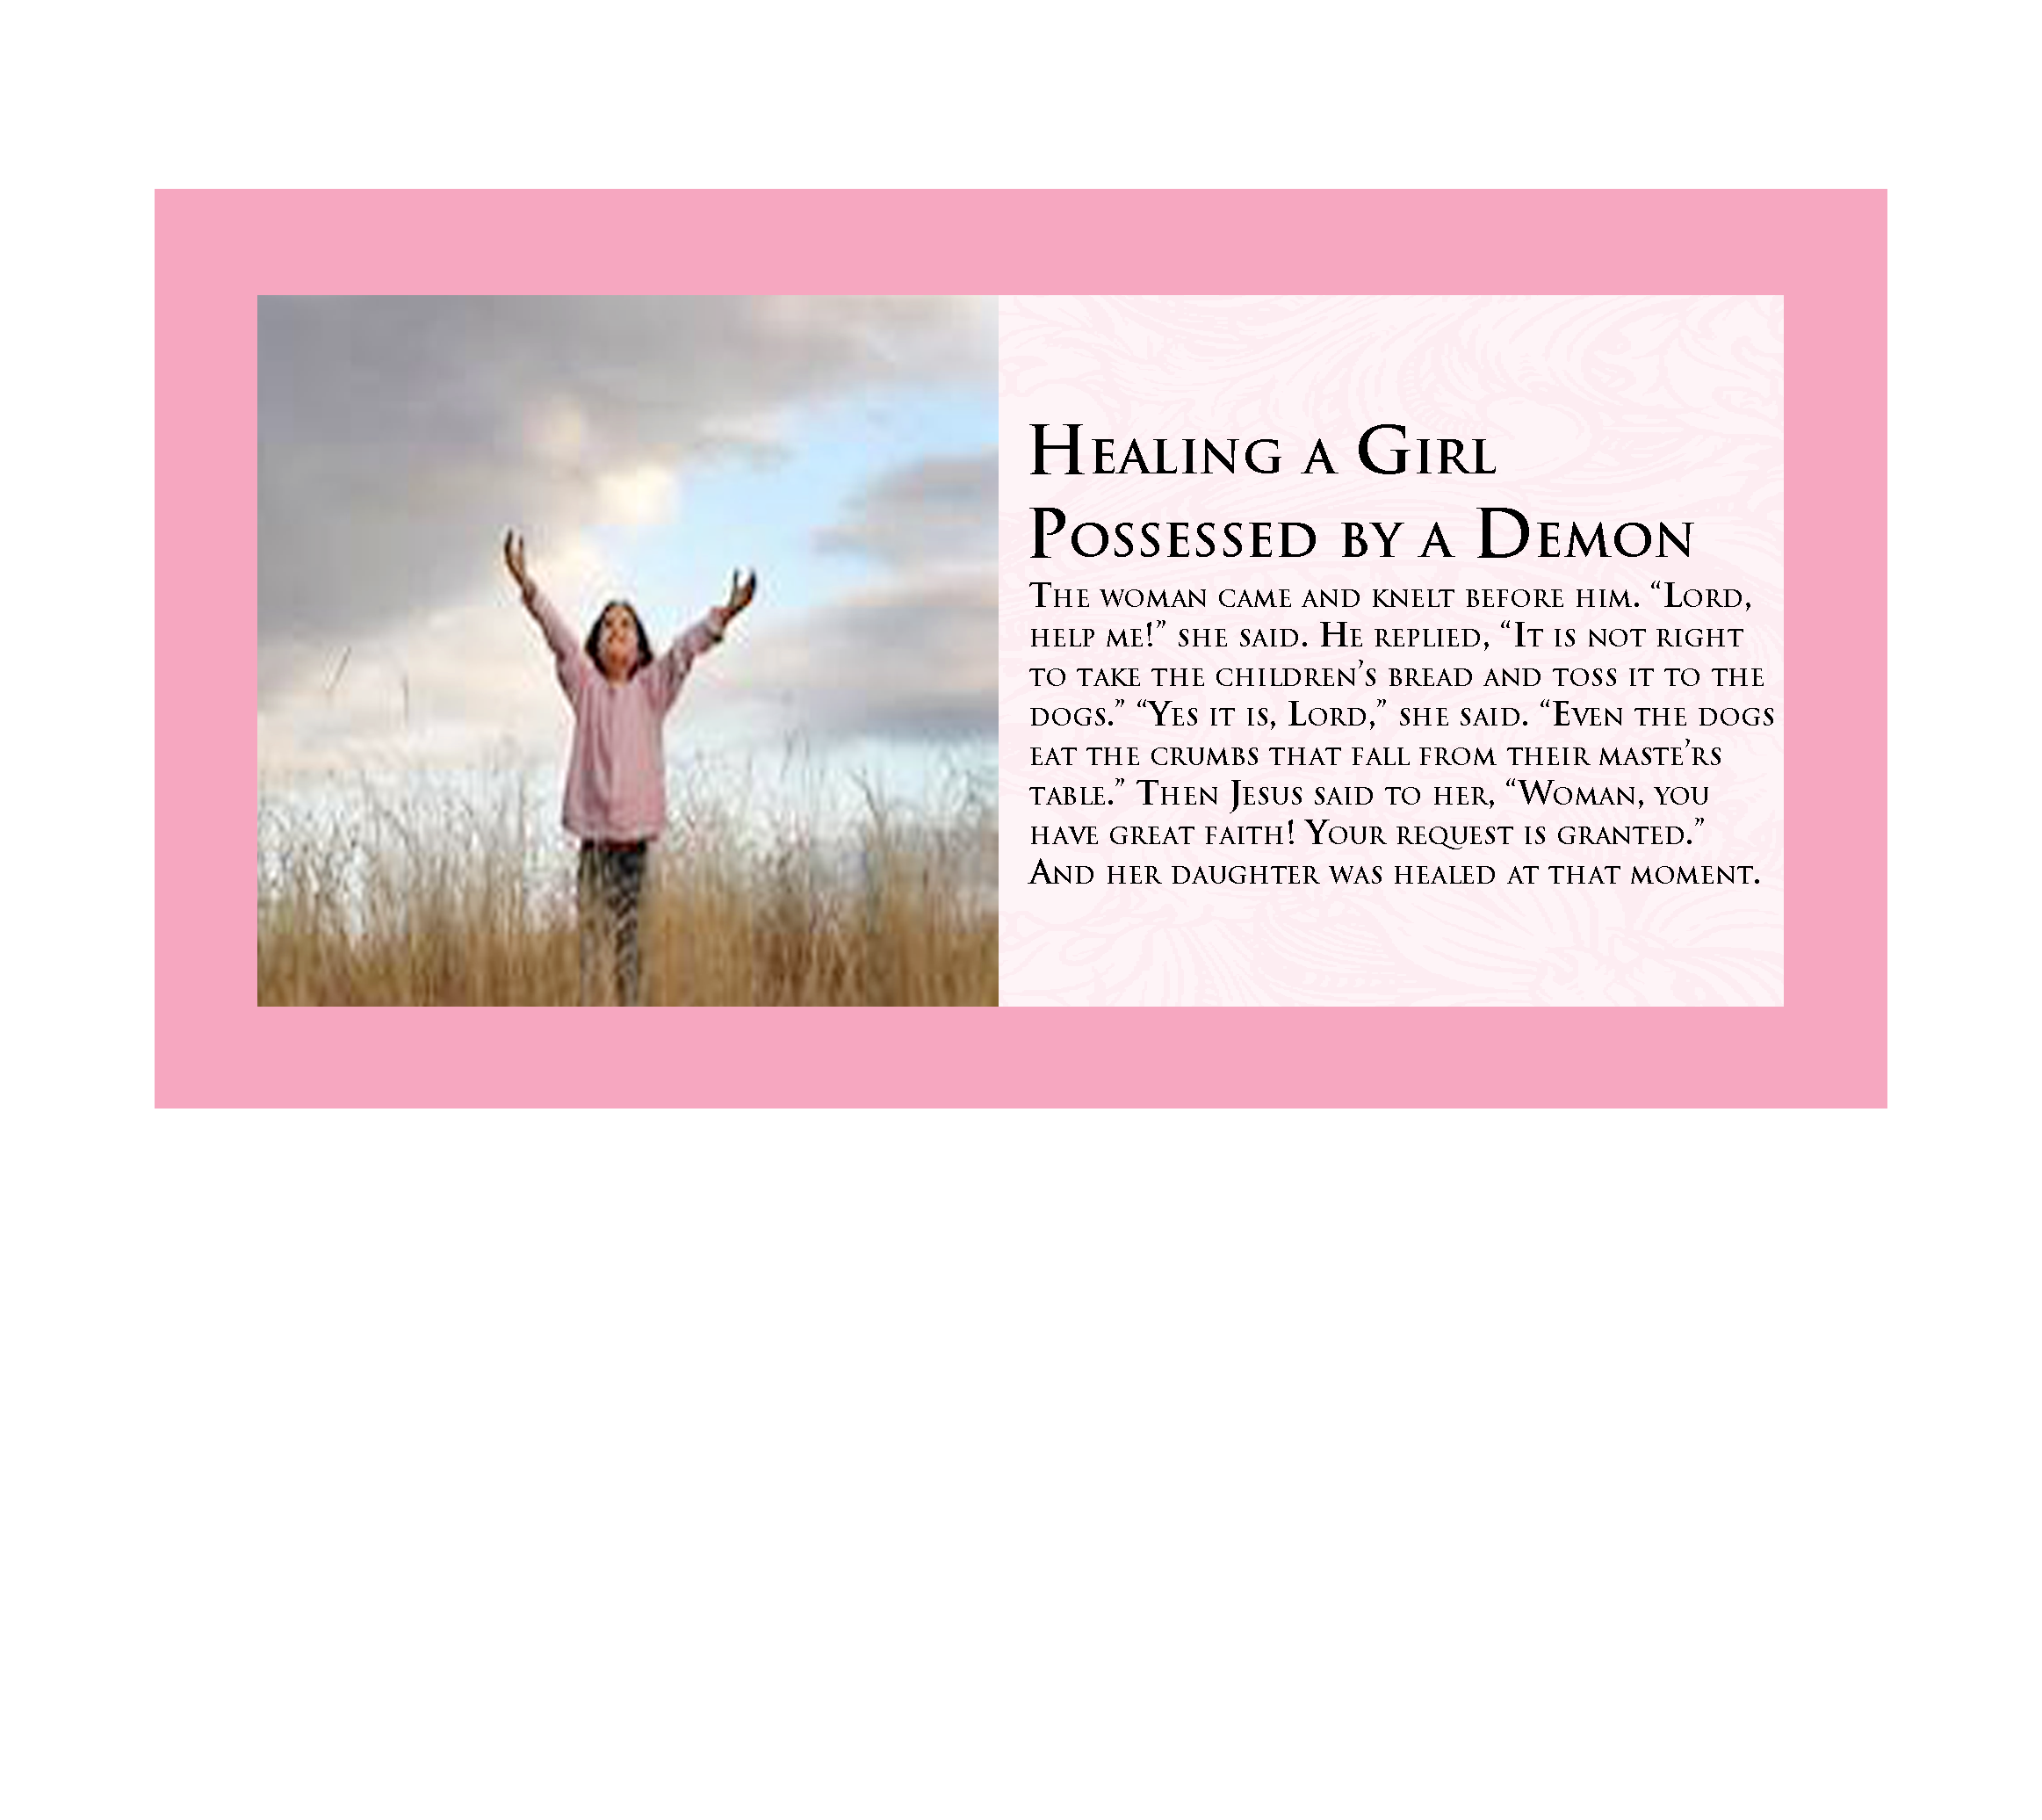 Healing a Girl
Possessed by a Demon
The woman came and knelt before him. “Lord,
help me!” she said. He replied, “It is not right
to take the children’s bread and toss it to the
dogs.” “Yes it is, Lord,” she said. “Even the dogs
eat the crumbs that fall from their maste’rs
table.” Then Jesus said to her, “Woman, you
have great faith! Your request is granted.”
And her daughter was healed at that moment.